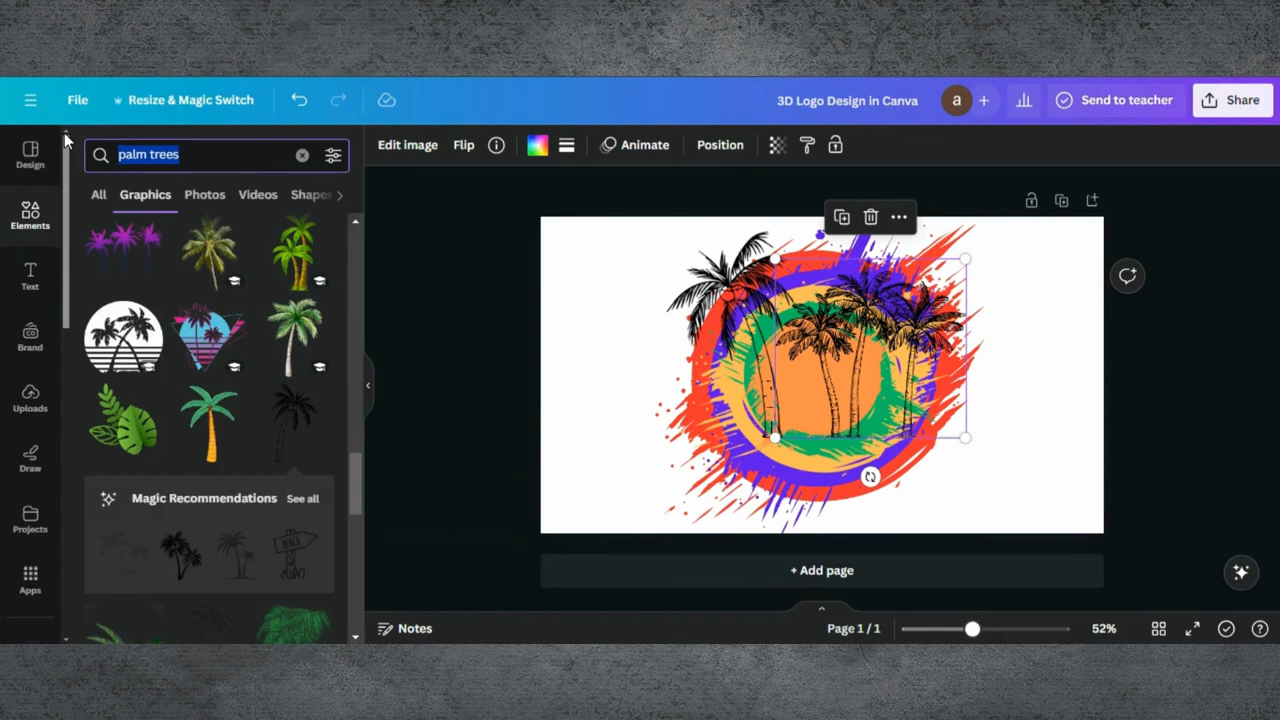 File
Resize & Magic Switch
3D Logo Design in Canva
a
Send to teacher
Share
Design
Elements
Text
Brand
Uploads
Draw
Projects
Apps
palm trees
All
Graphics
Photos
Videos
Shapes
Magic Recommendations
See all
BEACH
Edit image
Flip
Animate
Position
+ Add page
Notes
Page 1 / 1
52%